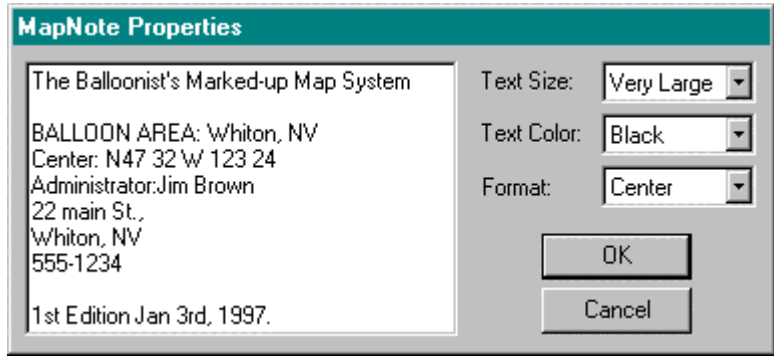 MapNote Properties
The Balloonist's Marked-up Map System
BALLOON AREA: Whiton, NV
Center: N47 32 W 123 24
Administrator:Jim Brown
22 main St.,
Whiton, NV
555-1234
1st Edition Jan 3rd, 1997.
Text Size: Very Large
Text Color: Black
Format: Center
OK
Cancel